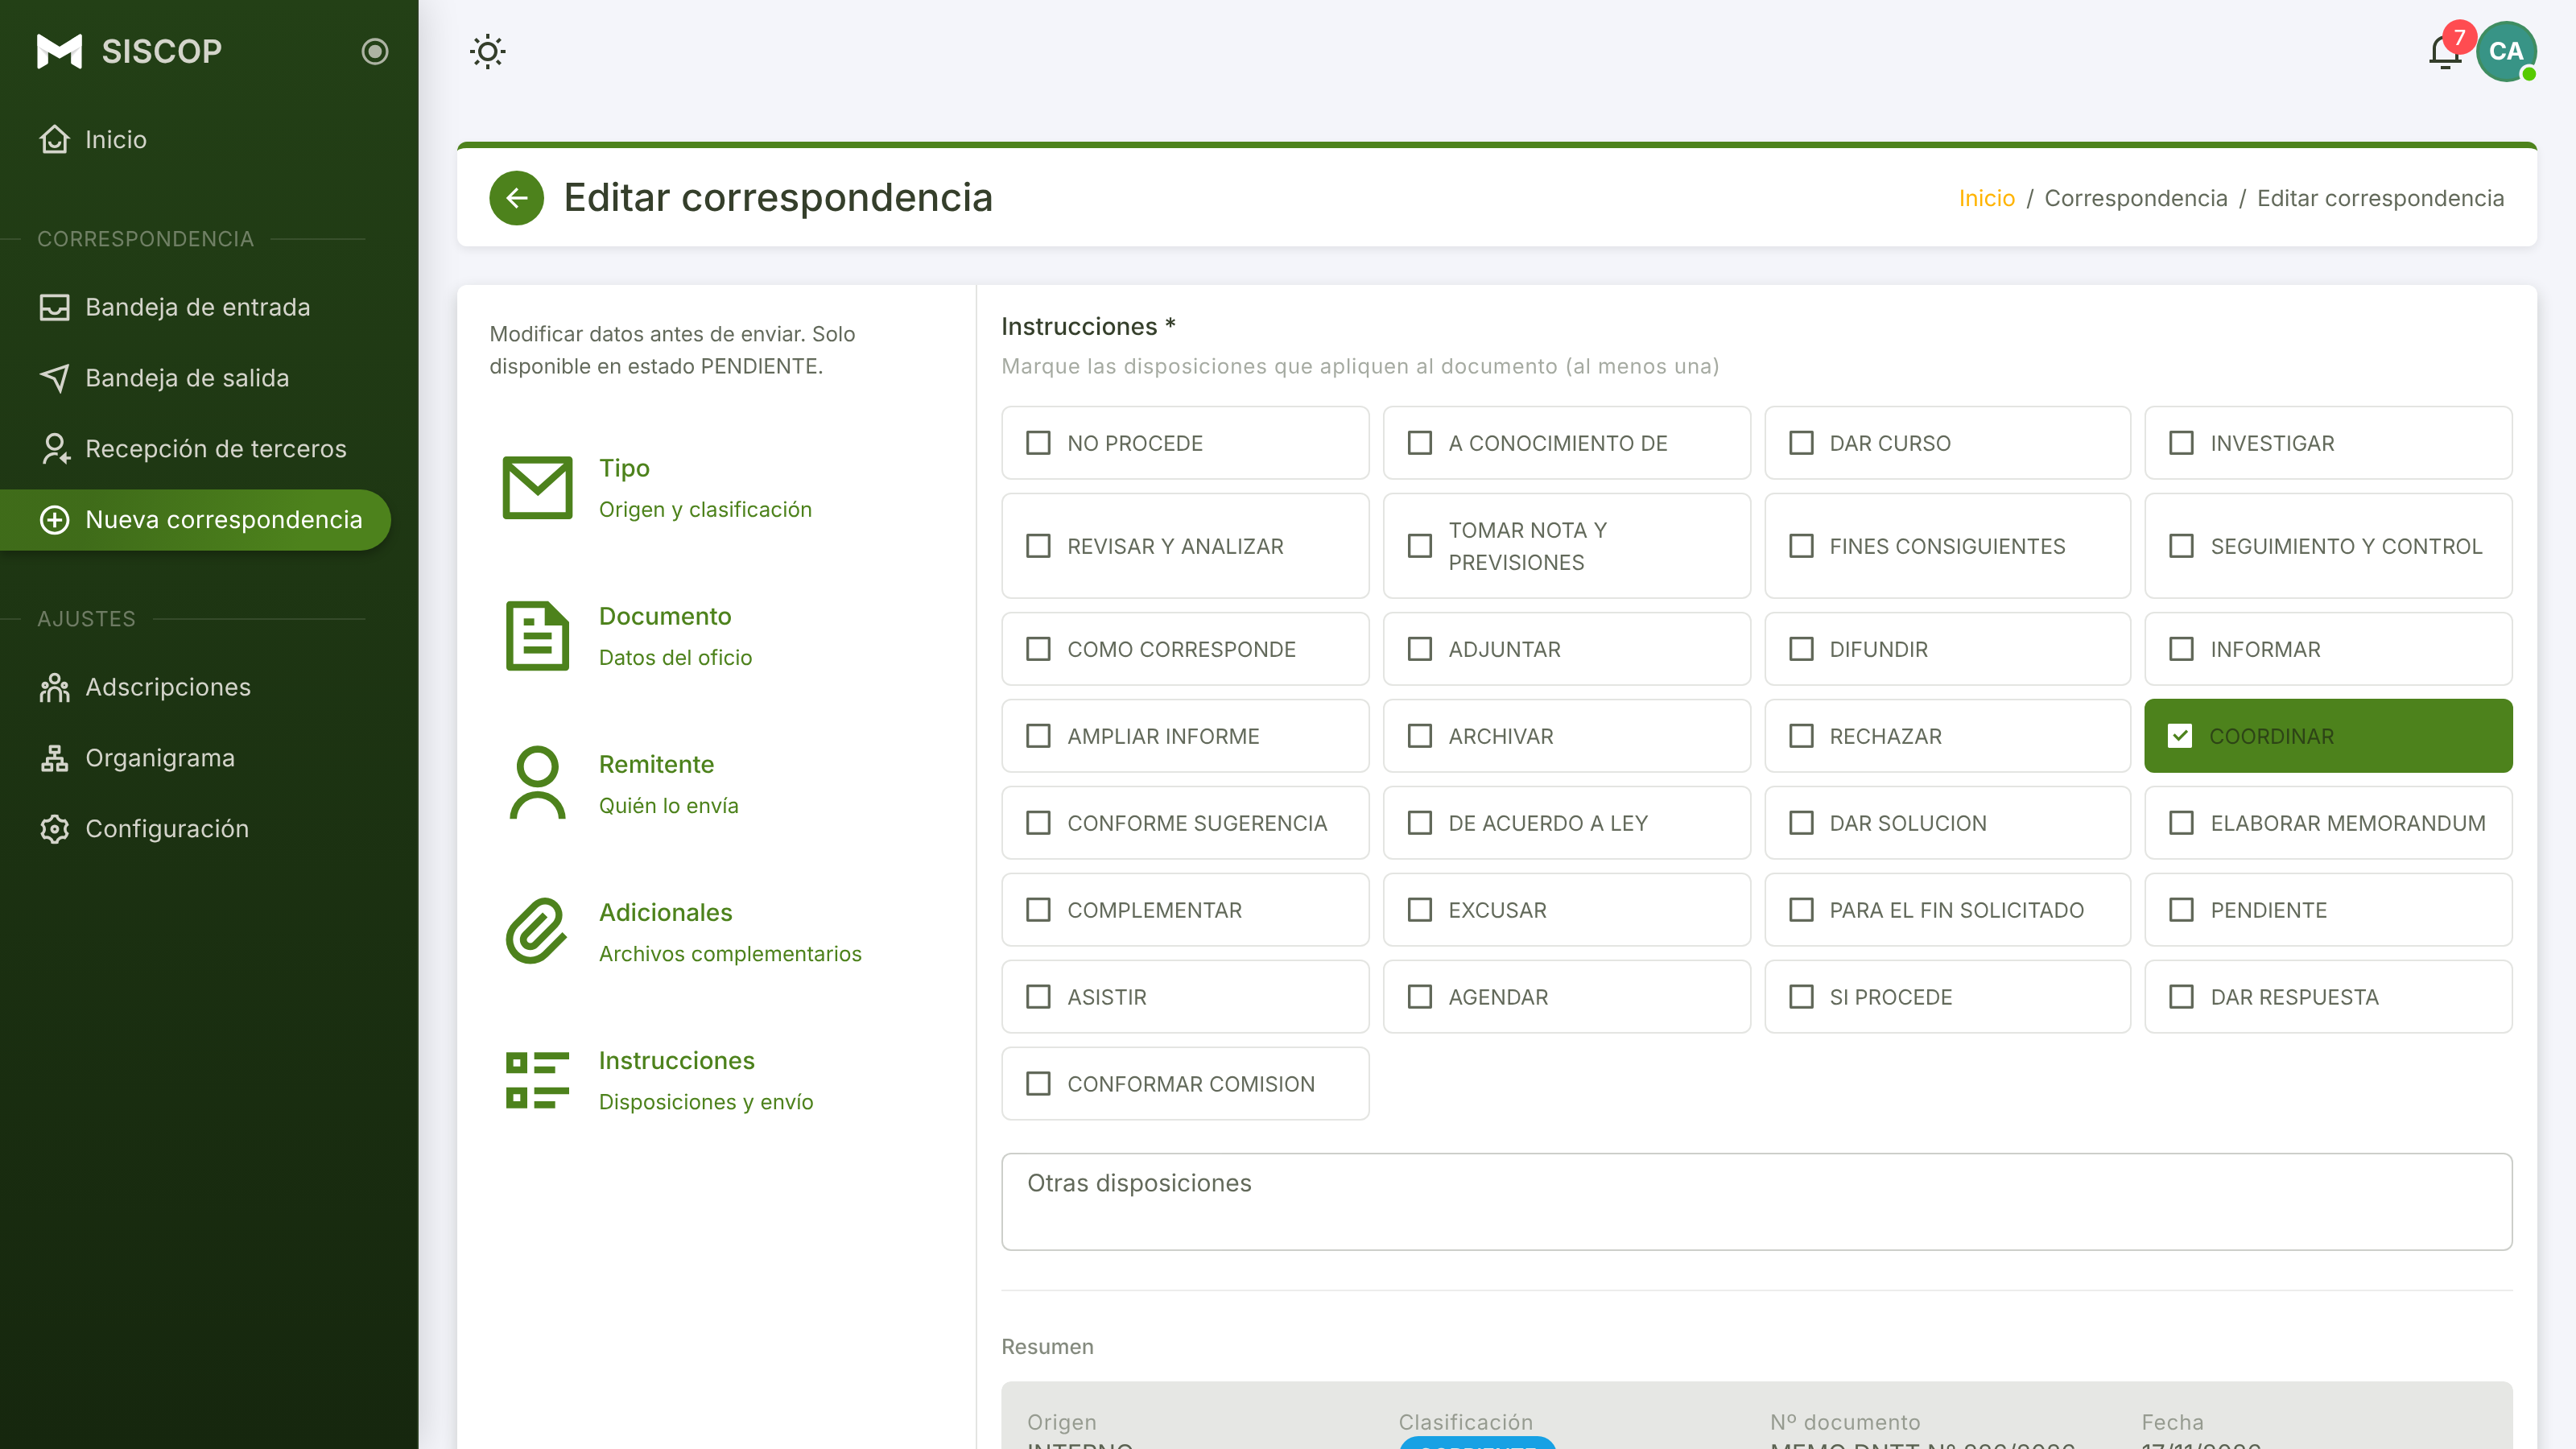 SISCOP
Inicio
CORRESPONDENCIA
Bandeja de entrada
Bandeja de salida
Recepción de terceros
Nueva correspondencia
AJUSTES
Adscripciones
Organigrama
Configuración
7
CA
Editar correspondencia
Inicio / Correspondencia / Editar correspondencia
Modificar datos antes de enviar. Solo
disponible en estado PENDIENTE.
Tipo
Origen y clasificación
Documento
Datos del oficio
Remitente
Quién lo envía
Adicionales
Archivos complementarios
Instrucciones
Disposiciones y envío
Instrucciones *
Marque las disposiciones que apliquen al documento (al menos una)
NO PROCEDE
A CONOCIMIENTO DE
DAR CURSO
INVESTIGAR
REVISAR Y ANALIZAR
TOMAR NOTA Y
PREVISIONES
FINES CONSIGUIENTES
SEGUIMIENTO Y CONTROL
COMO CORRESPONDE
ADJUNTAR
DIFUNDIR
INFORMAR
AMPLIAR INFORME
ARCHIVAR
RECHAZAR
COORDINAR
CONFORME SUGERENCIA
DE ACUERDO A LEY
DAR SOLUCION
ELABORAR MEMORANDUM
COMPLEMENTAR
EXCUSAR
PARA EL FIN SOLICITADO
PENDIENTE
ASISTIR
AGENDAR
SI PROCEDE
DAR RESPUESTA
CONFORMAR COMISION
Otras disposiciones
Resumen
Origen
Clasificación
Nº documento
Fecha
INTERNO